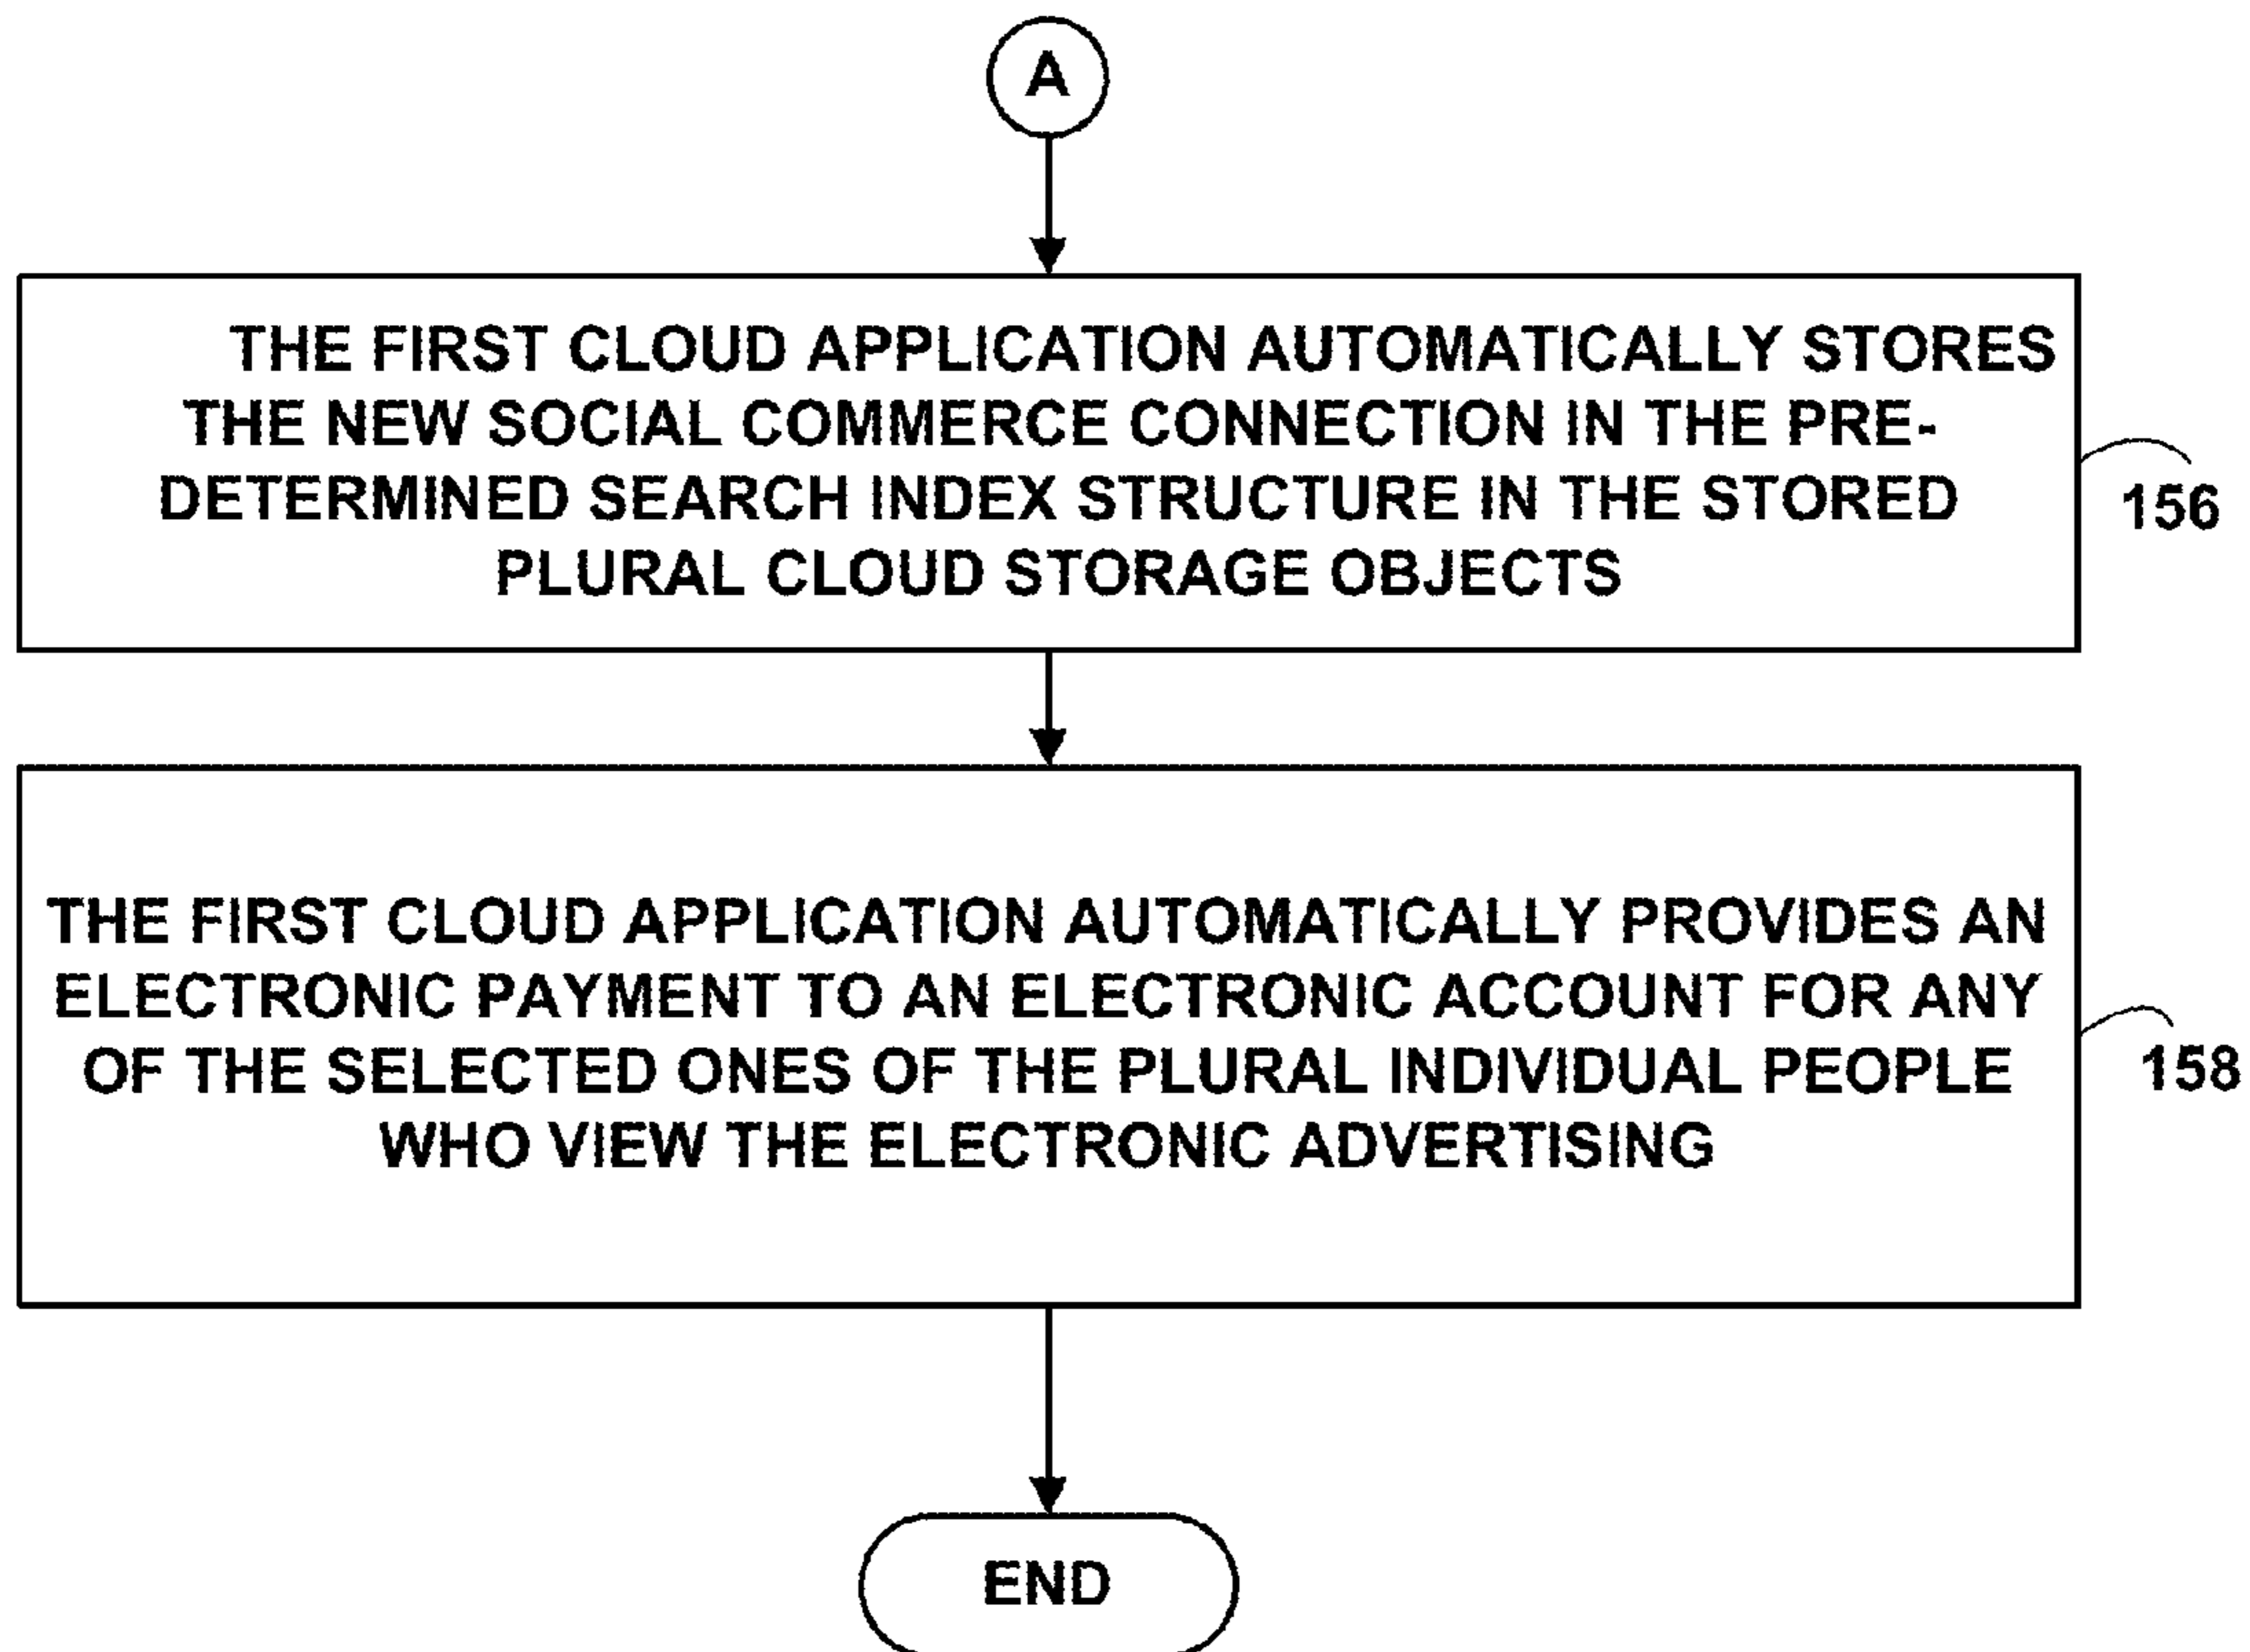 A
THE FIRST CLOUD APPLICATION AUTOMATICALLY STORES
THE NEW SOCIAL COMMERCE CONNECTION IN THE PRE-
DETERMINED SEARCH INDEX STRUCTURE IN THE STORED
PLURAL CLOUD STORAGE OBJECTS
156
THE FIRST CLOUD APPLICATION AUTOMATICALLY PROVIDES AN
ELECTRONIC PAYMENT TO AN ELECTRONIC ACCOUNT FOR ANY
OF THE SELECTED ONES OF THE PLURAL INDIVIDUAL PEOPLE
WHO VIEW THE ELECTRONIC ADVERTISING
158
END